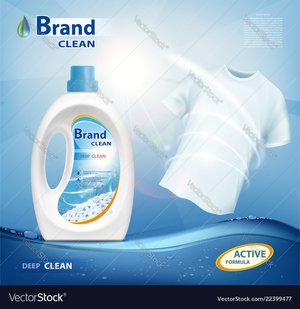 Brand
CLEAN
Brand
CLEAN
DEEP CLEAN
DEEP CLEAN
ACTIVE
FORMULA
VectorStock®
VectorStock.com/22399477